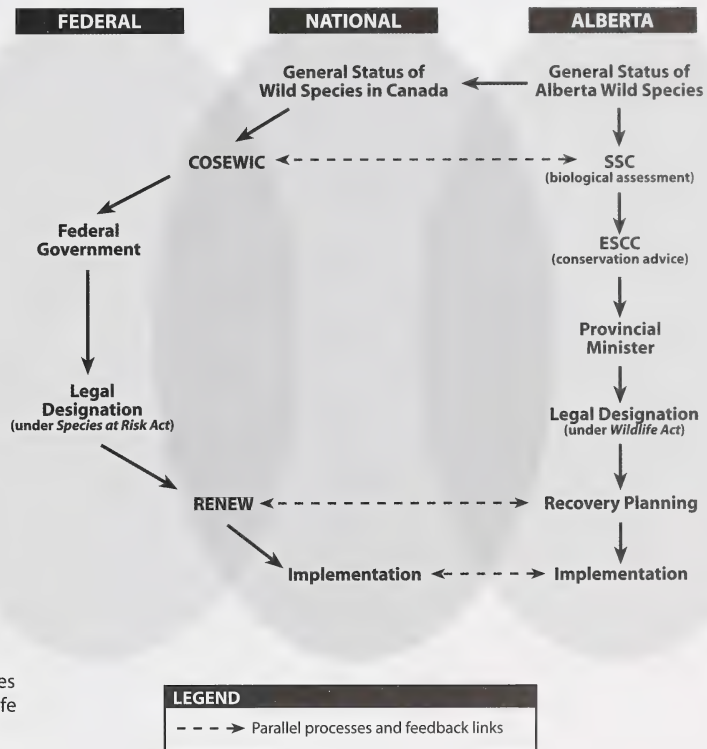 FEDERAL
NATIONAL
ALBERTA
General Status of
Wild Species in Canada
General Status of
Alberta Wild Species
COSEWIC
SSC
(biological assessment)
Federal
Government
ESCC
(conservation advice)
Provincial
Minister
Legal
Designation
(under Species at Risk Act)
Legal Designation
(under Wildlife Act)
RENEW
Recovery Planning
Implementation
Implementation
es
fe
LEGEND
Parallel processes and feedback links